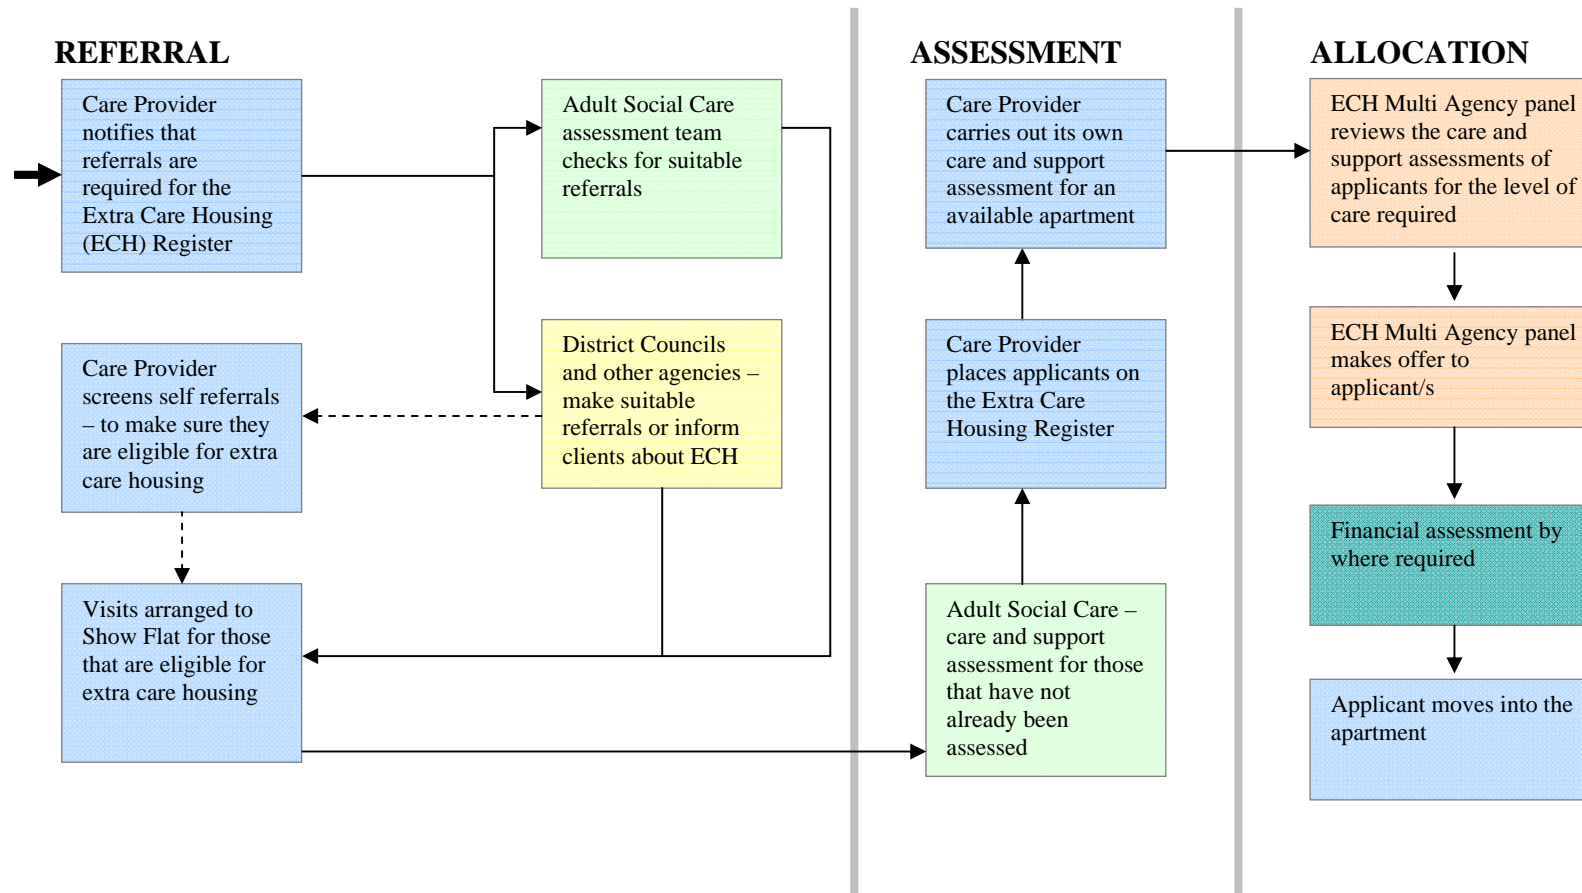 REFERRAL
Care Provider
notifies that
referrals are
required for the
Extra Care Housing
(ECH) Register
Adult Social Care
assessment team
checks for suitable
referrals
Care Provider
screens self referrals
– to make sure they
are eligible for extra
care housing
District Councils
and other agencies –
make suitable
referrals or inform
clients about ECH
Visits arranged to
Show Flat for those
that are eligible for
extra care housing
ASSESSMENT
Care Provider
carries out its own
care and support
assessment for an
available apartment
Care Provider
places applicants on
the Extra Care
Housing Register
Adult Social Care –
care and support
assessment for those
that have not
already been
assessed
ALLOCATION
ECH Multi Agency panel
reviews the care and
support assessments of
applicants for the level of
care required
ECH Multi Agency panel
makes offer to
applicant/s
Financial assessment by
where required
Applicant moves into the
apartment